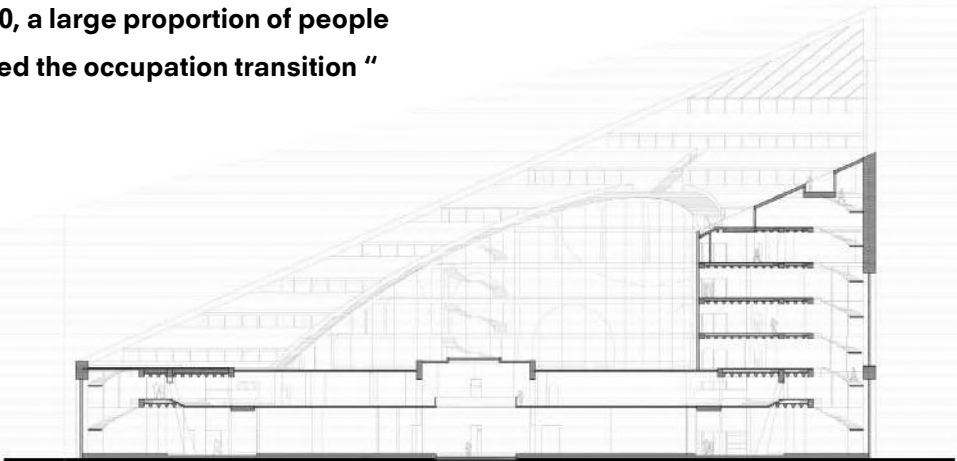 0, a large proportion of people
ed the occupation transition “